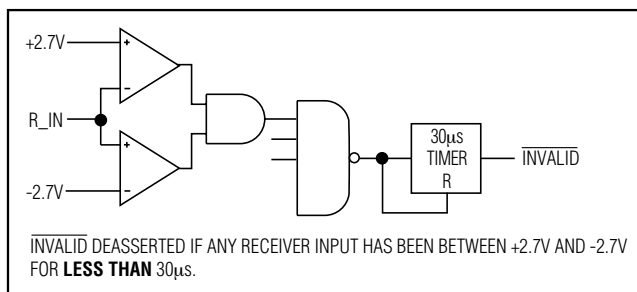 +2.7V
+
-
R_IN
+
-2.7V
-
30µs
TIMER
R
INVALID
INVALID DEASSERTED IF ANY RECEIVER INPUT HAS BEEN BETWEEN +2.7V AND -2.7V
FOR LESS THAN 30µs.